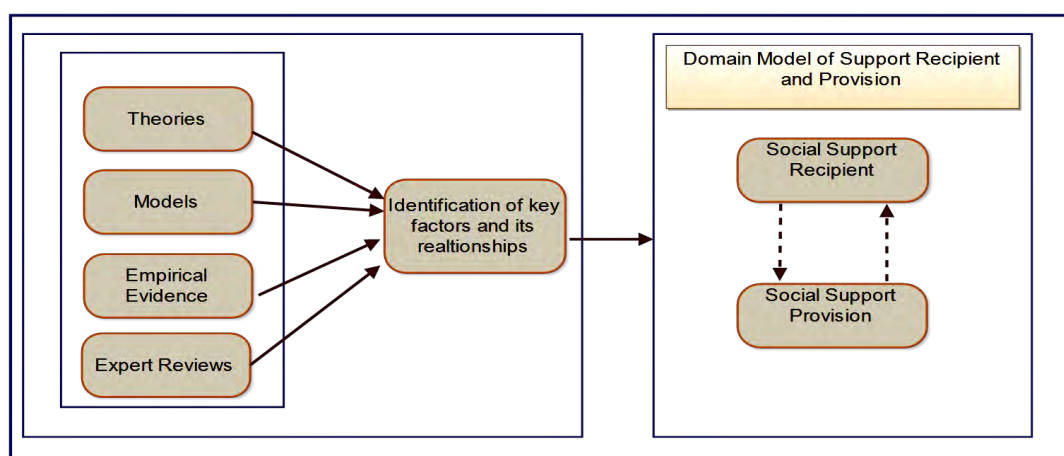 Theories
Models
Empirical
Evidence
Expert Reviews
Identification of key
factors and its
realtionships
Domain Model of Support Recipient
and Provision
Social Support
Recipient
Social Support
Provision